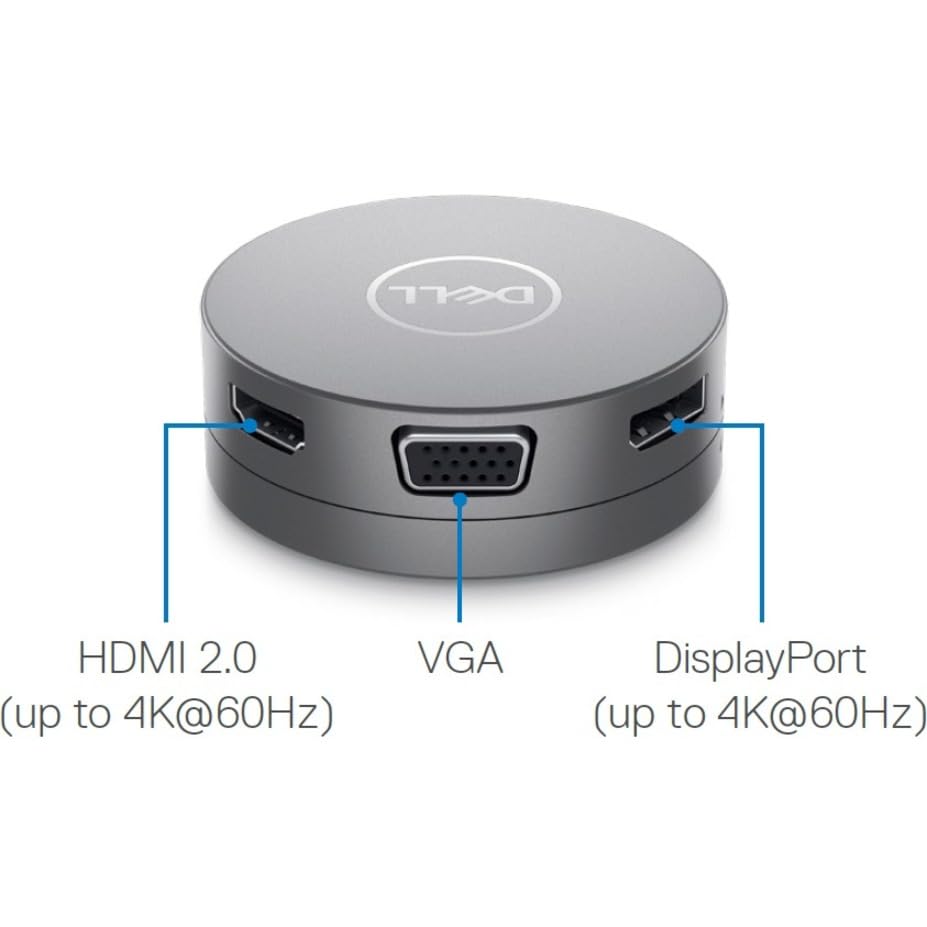 DELL
HDMI 2.0
(up to 4K@60Hz)
VGA
DisplayPort
(up to 4K@60Hz)